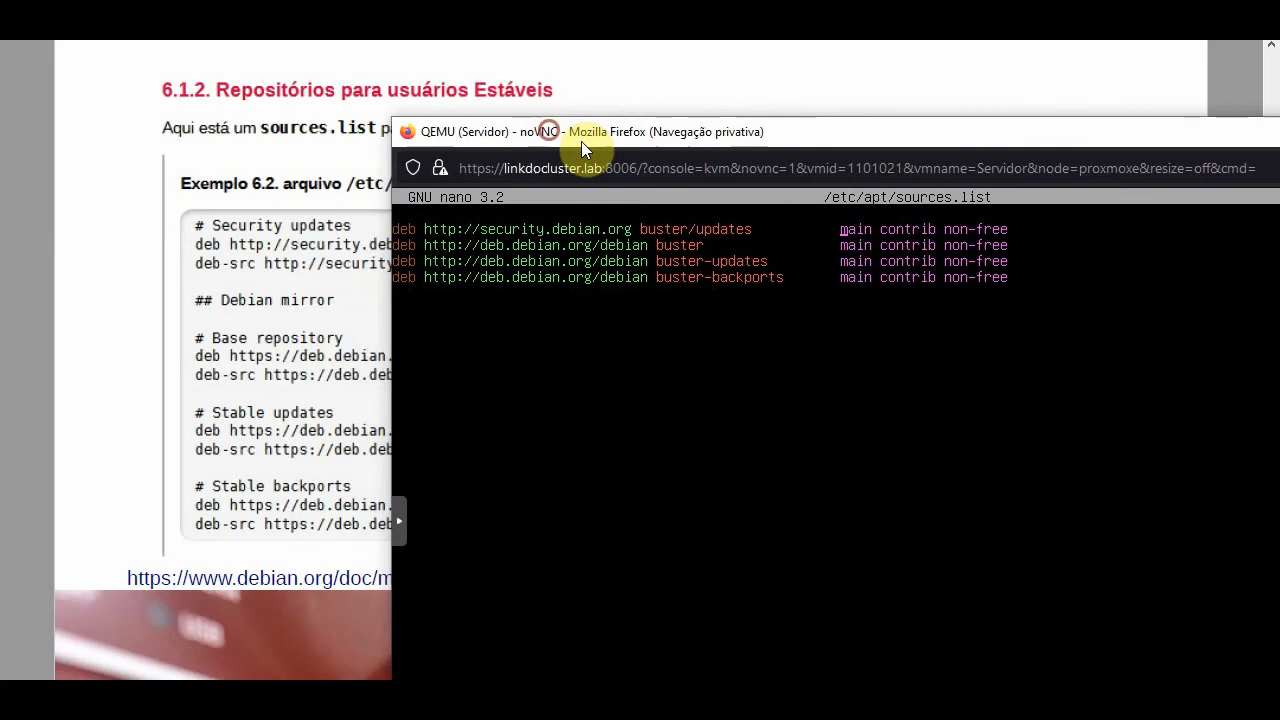 6.1.2. Repositórios para usuários Estáveis
Aqui está um sources.list
Exemplo 6.2. arquivo /etc/
# Security updates
deb http://security.deb
deb-src http://security
## Debian mirror
# Base repository
deb https://deb.debian.
deb-src https://deb.deb
# Stable updates
deb https://deb.debian.
deb-src https://deb.deb
# Stable backports
deb https://deb.debian.
deb-src https://deb.deb
https://www.debian.org/doc/m
QEMU (Servidor) - noVNC - Mozilla Firefox (Navegação privativa)
https://linkdocluster.lab:8006/?console=kvm&novnc=1&vmid=1101021&vmname=Servidor&node=proxmoxe&resize=off&cmd=
GNU nano 3.2 /etc/apt/sources.list
deb http://security.debian.org buster/updates main contrib non-free
deb http://deb.debian.org/debian buster main contrib non-free
deb http://deb.debian.org/debian buster-updates main contrib non-free
deb http://deb.debian.org/debian buster-backports main contrib non-free